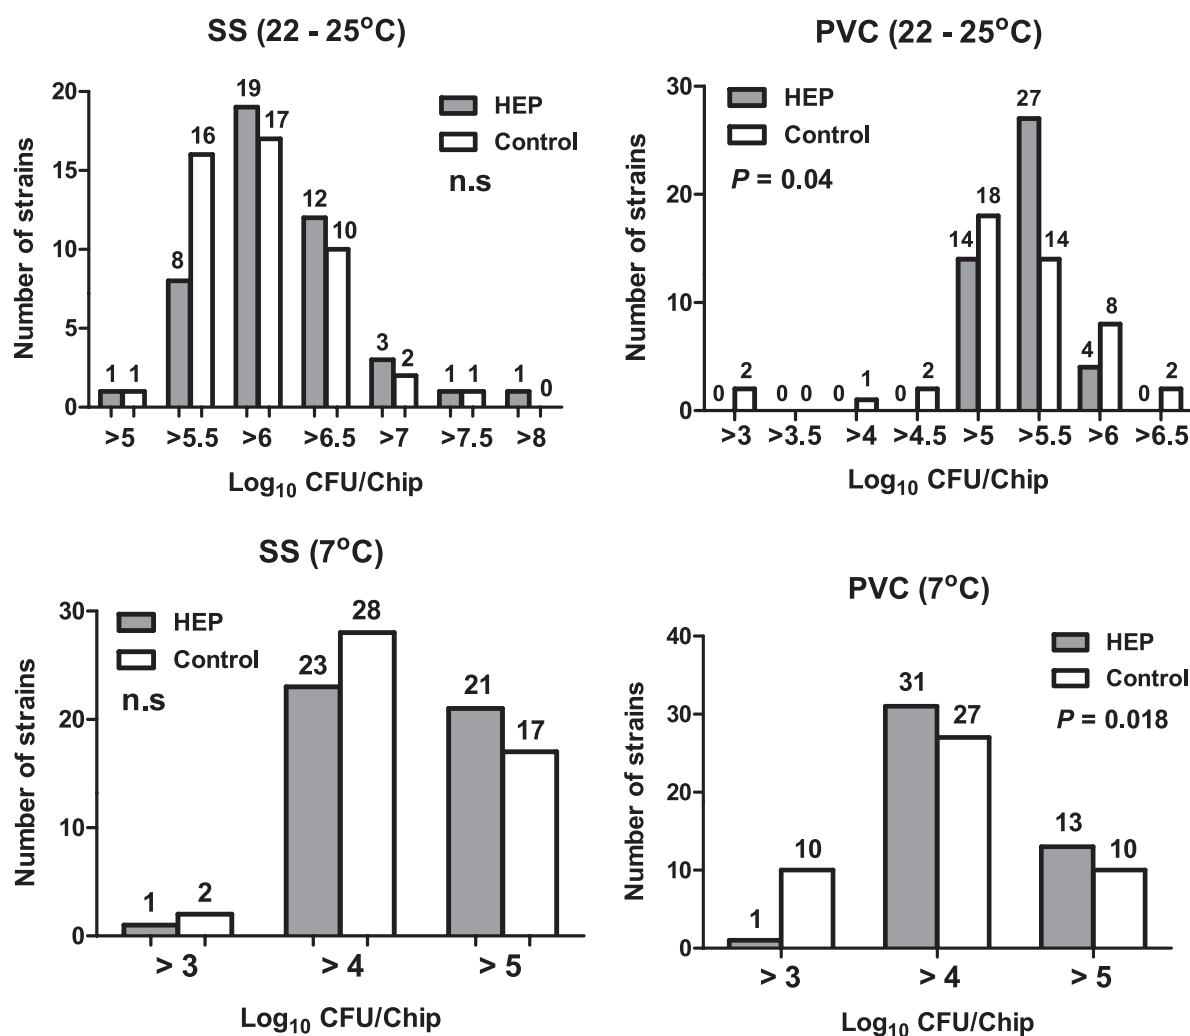 SS (22 - 25°C)
20
15
10
5
0
Number of strains
HEP
Control
n.s
1 1 8 16 19 17 12 10 3 2 1 1 1 0
>5 >5.5 >6 >6.5 >7 >7.5 >8
Log10 CFU/Chip
PVC (22 - 25°C)
30
20
10
0
Number of strains
HEP
Control
P = 0.04
0 2 0 0 0 1 0 2 14 18 27 14 4 8 0 2
>3 >3.5 >4 >4.5 >5 >5.5 >6 >6.5
Log10 CFU/Chip
SS (7°C)
30
20
10
0
Number of strains
HEP
Control
n.s
1 2 23 28 21 17
> 3 > 4 > 5
Log10 CFU/Chip
PVC (7°C)
40
30
20
10
0
Number of strains
HEP
Control
P = 0.018
1 10 31 27 13 10
> 3 > 4 > 5
Log10 CFU/Chip